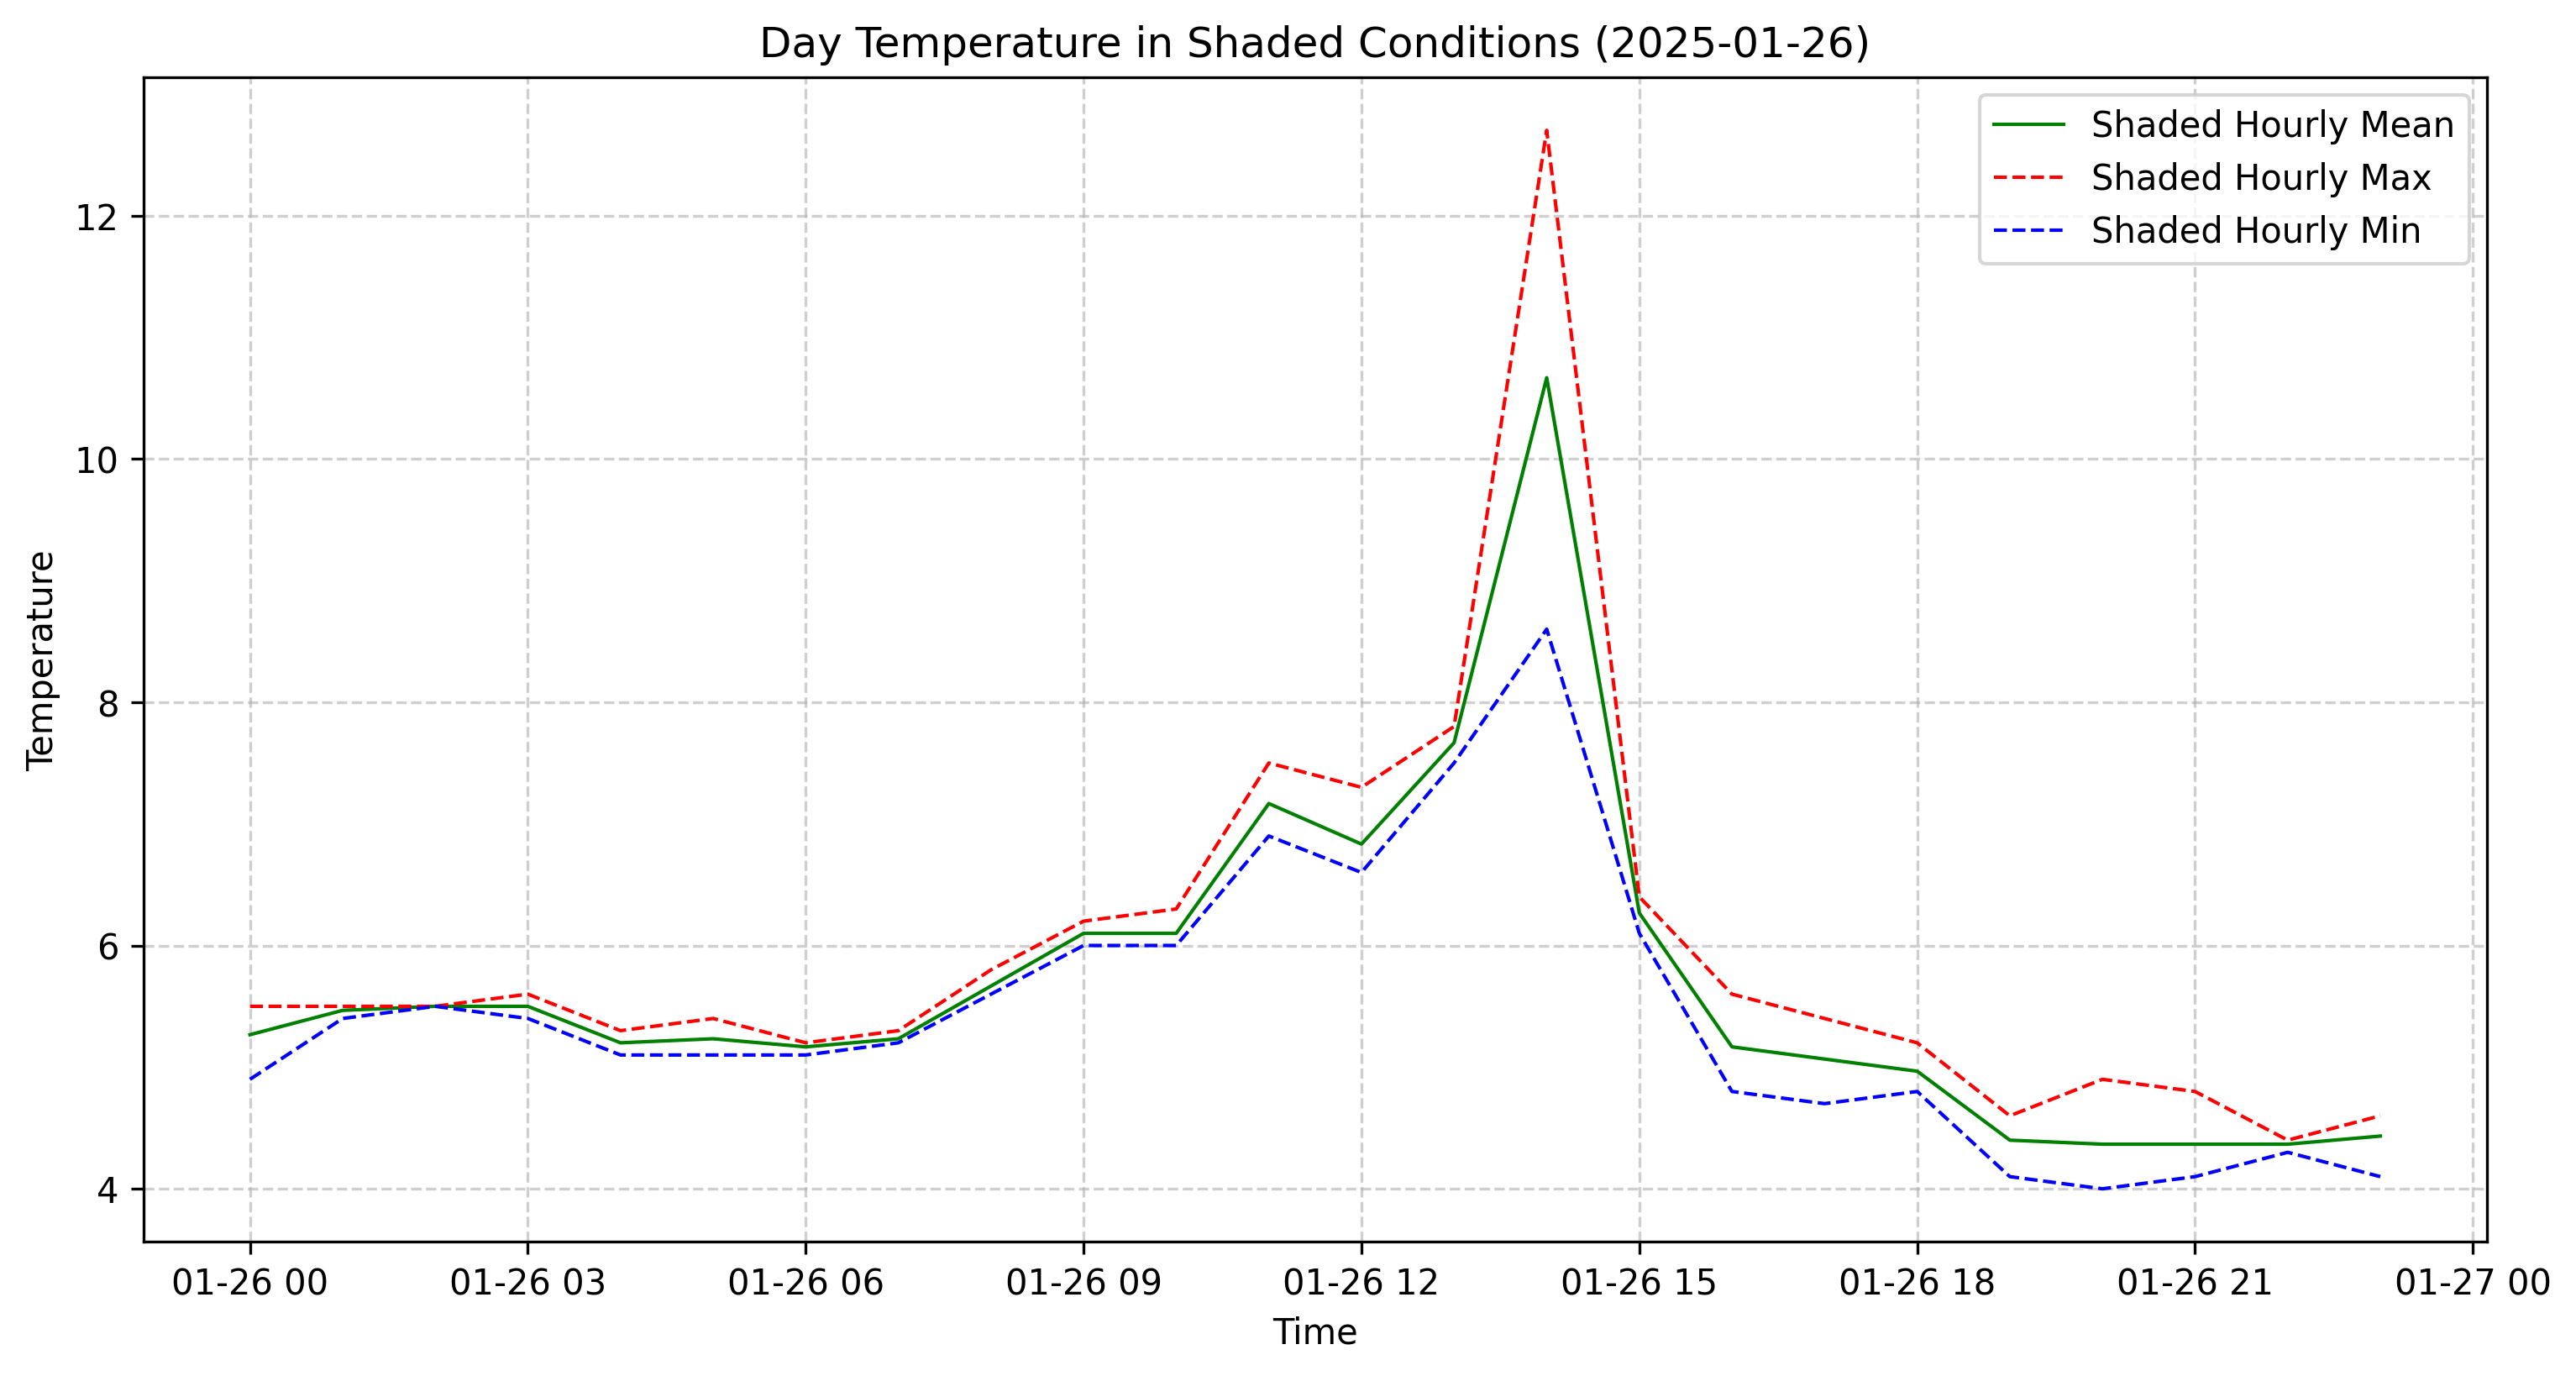 Day Temperature in Shaded Conditions (2025-01-26)
Shaded Hourly Mean
Shaded Hourly Max
Shaded Hourly Min
Temperature
12
10
8
6
4
01-26 00 01-26 03 01-26 06 01-26 09 01-26 12 01-26 15 01-26 18 01-26 21 01-27 00
Time